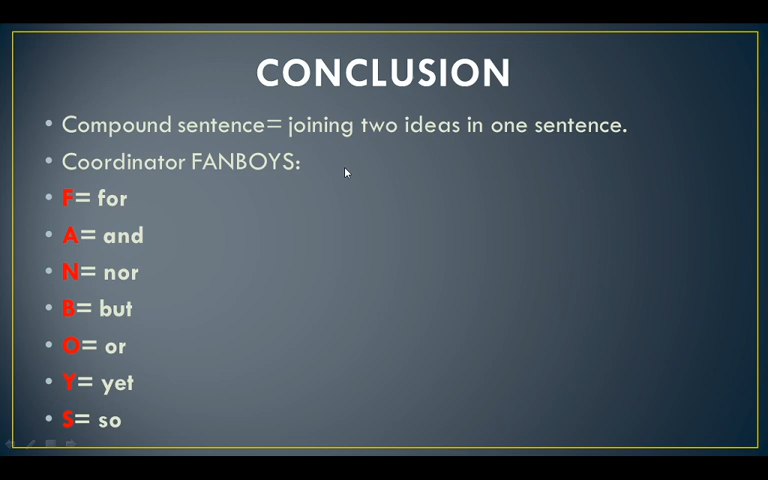 CONCLUSION
• Compound sentence= joining two ideas in one sentence.
• Coordinator FANBOYS:
• F= for
• A= and
• N= nor
• B= but
• O= or
• Y= yet
• S= so